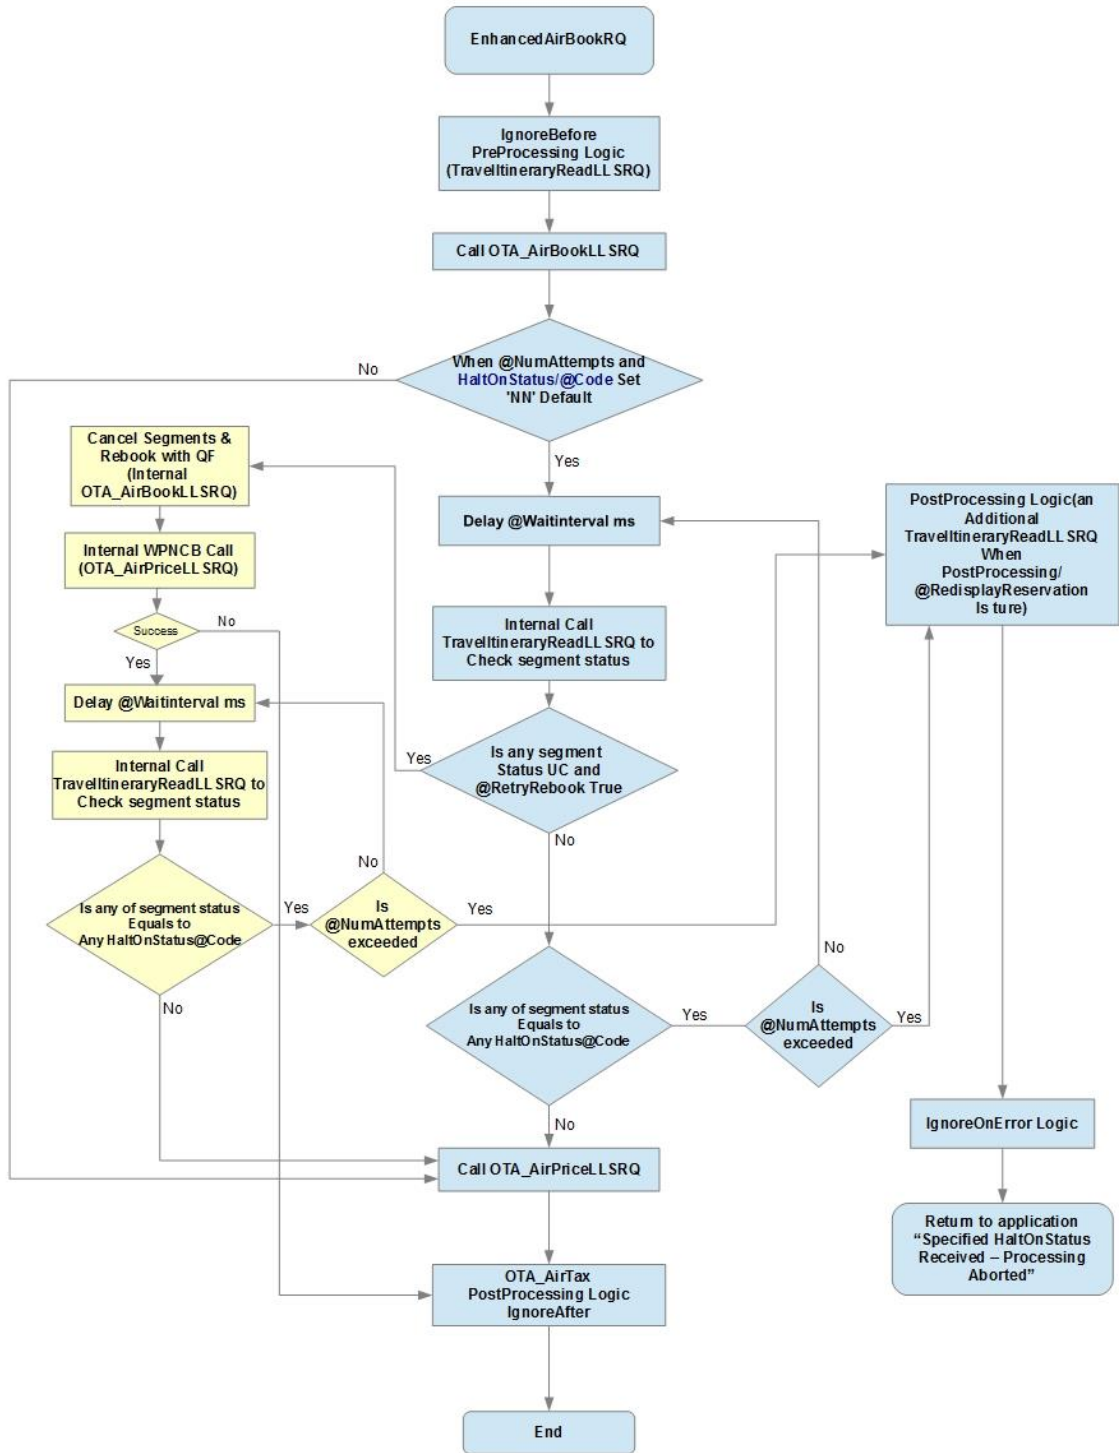 EnhancedAirBookRQ
IgnoreBefore
PreProcessing Logic
(TravelItineraryReadLLSRQ)
Call OTA_AirBookLLSRQ
When @NumAttempts and
HaltOnStatus/@Code Set
'NN' Default
No
Yes
Cancel Segments &
Rebook with QF
(Internal
OTA_AirBookLLSRQ)
Internal WPNCB Call
(OTA_AirPriceLLSRQ)
Success
No
Yes
Delay @Waitinterval ms
Internal Call
TravelItineraryReadLLSRQ to
Check segment status
Is any of segment status
Equals to
Any HaltOnStatus@Code
Yes
No
Is
@NumAttempts
exceeded
No
Yes
Delay @Waitinterval ms
Internal Call
TravelItineraryReadLLSRQ to
Check segment status
Is any segment
Status UC and
@RetryRebook True
Yes
No
Is any of segment status
Equals to
Any HaltOnStatus@Code
Yes
No
Is
@NumAttempts
exceeded
No
Yes
PostProcessing Logic(an
Additional
TravelItineraryReadLLSRQ
When
PostProcessing/
@RedisplayReservation
Is ture)
IgnoreOnError Logic
Return to application
“Specified HaltOnStatus
Received – Processing
Aborted”
Call OTA_AirPriceLLSRQ
OTA_AirTax
PostProcessing Logic
IgnoreAfter
End